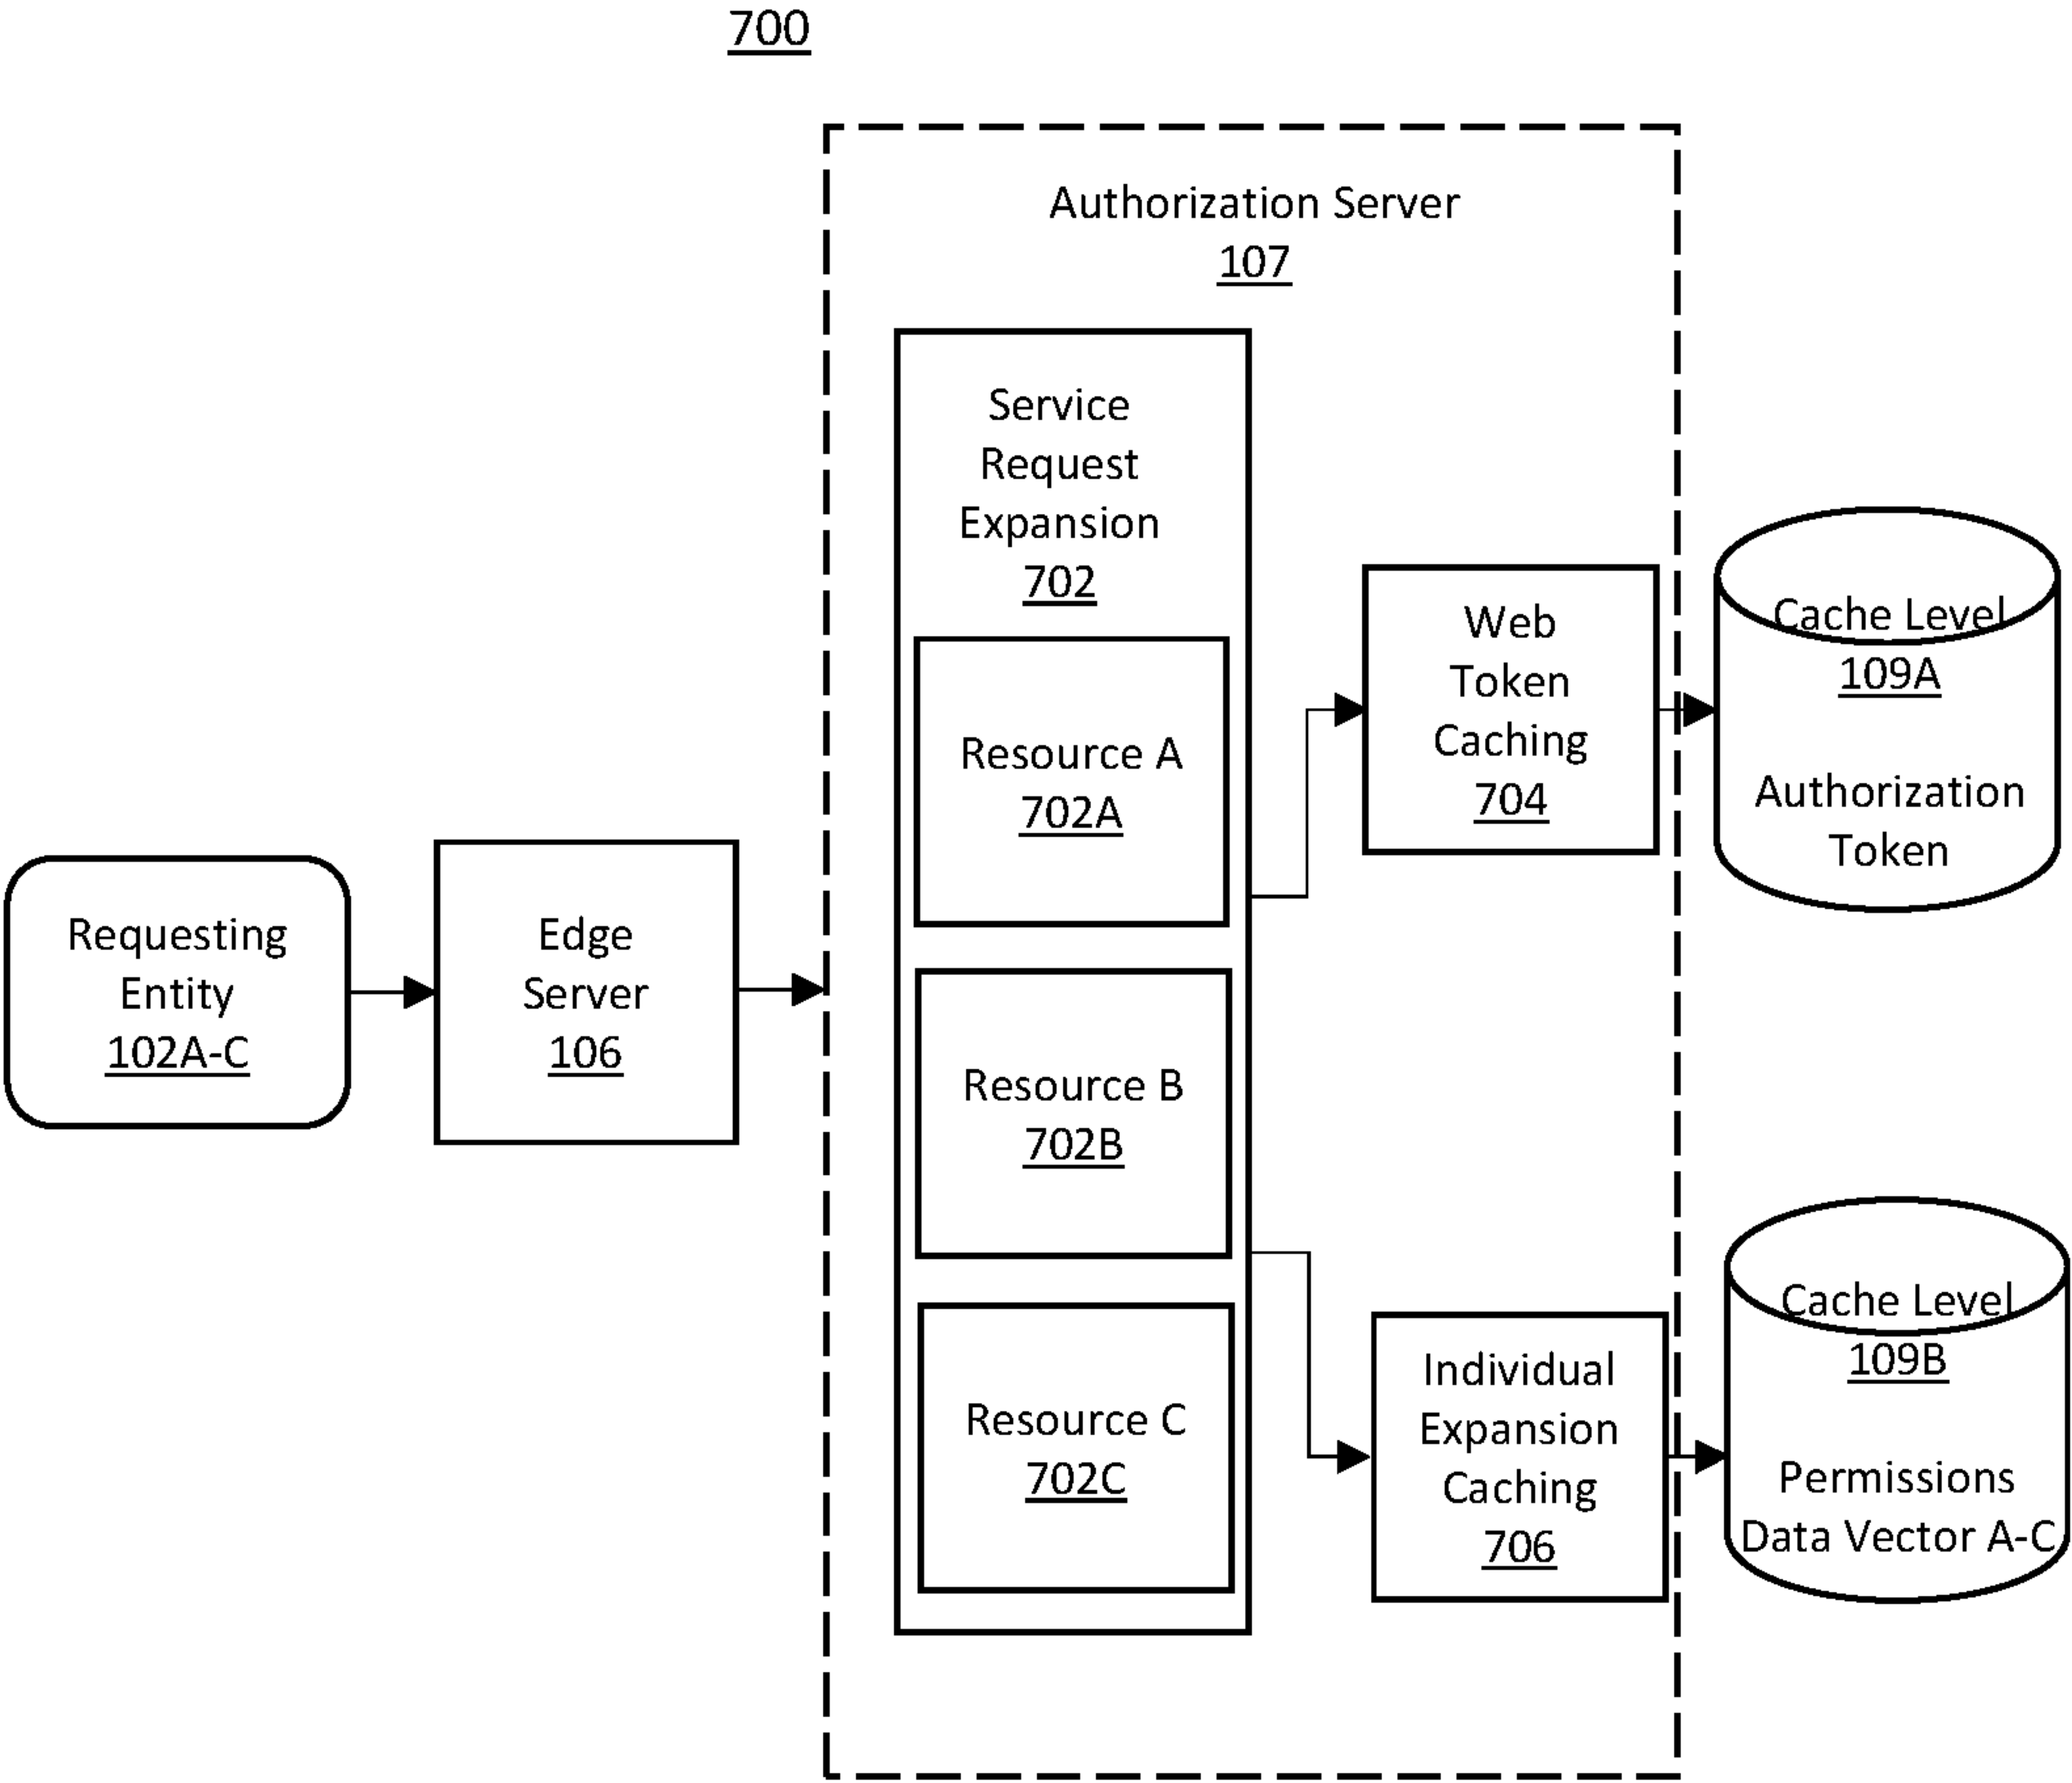 700
Authorization Server
107
Service
Request
Expansion
702
Resource A
702A
Resource B
702B
Resource C
702C
Requesting
Entity
102A-C
Edge
Server
106
Web
Token
Caching
704
Individual
Expansion
Caching
706
Cache Level
109A
Authorization
Token
Cache Level
109B
Permissions
Data Vector A-C